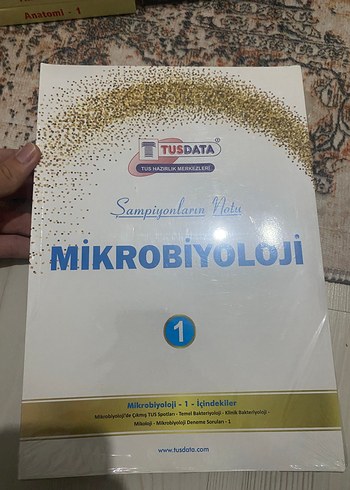 Anatomi - 1
TUSDATA
TUS HAZIRLIK MERKEZLERİ
Şampiyonların Notu
MİKROBİYOLOJİ
1
Mikrobiyoloji - 1 - İçindekiler
Mikrobiyoloji'de Çıkmış TUS Spotları - Temel Bakteriyoloji - Klinik Bakteriyoloji -
Mikoloji - Mikrobiyoloji Deneme Soruları - 1
www.tusdata.com